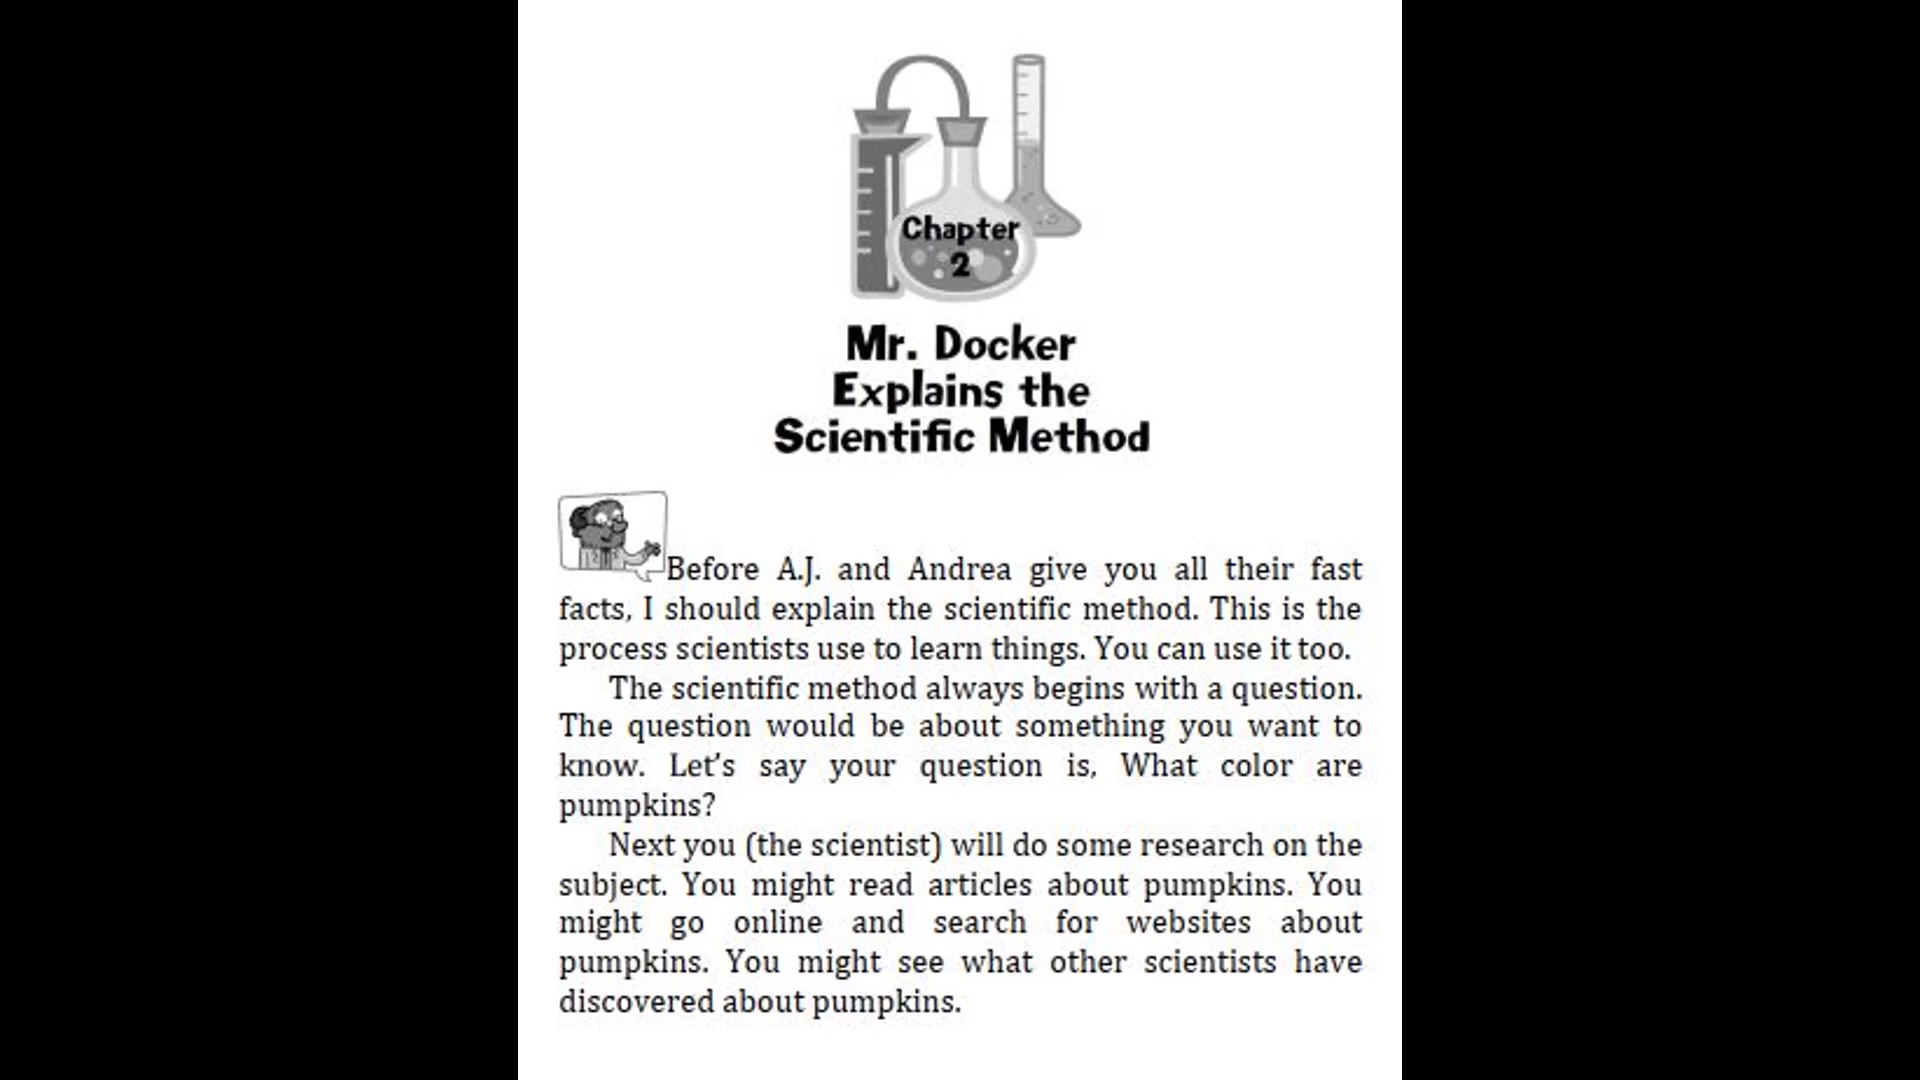 Chapter
2
Mr. Docker
Explains the
Scientific Method
Before A.J. and Andrea give you all their fast
facts, I should explain the scientific method. This is the
process scientists use to learn things. You can use it too.
The scientific method always begins with a question.
The question would be about something you want to
know. Let’s say your question is, What color are
pumpkins?
Next you (the scientist) will do some research on the
subject. You might read articles about pumpkins. You
might go online and search for websites about
pumpkins. You might see what other scientists have
discovered about pumpkins.